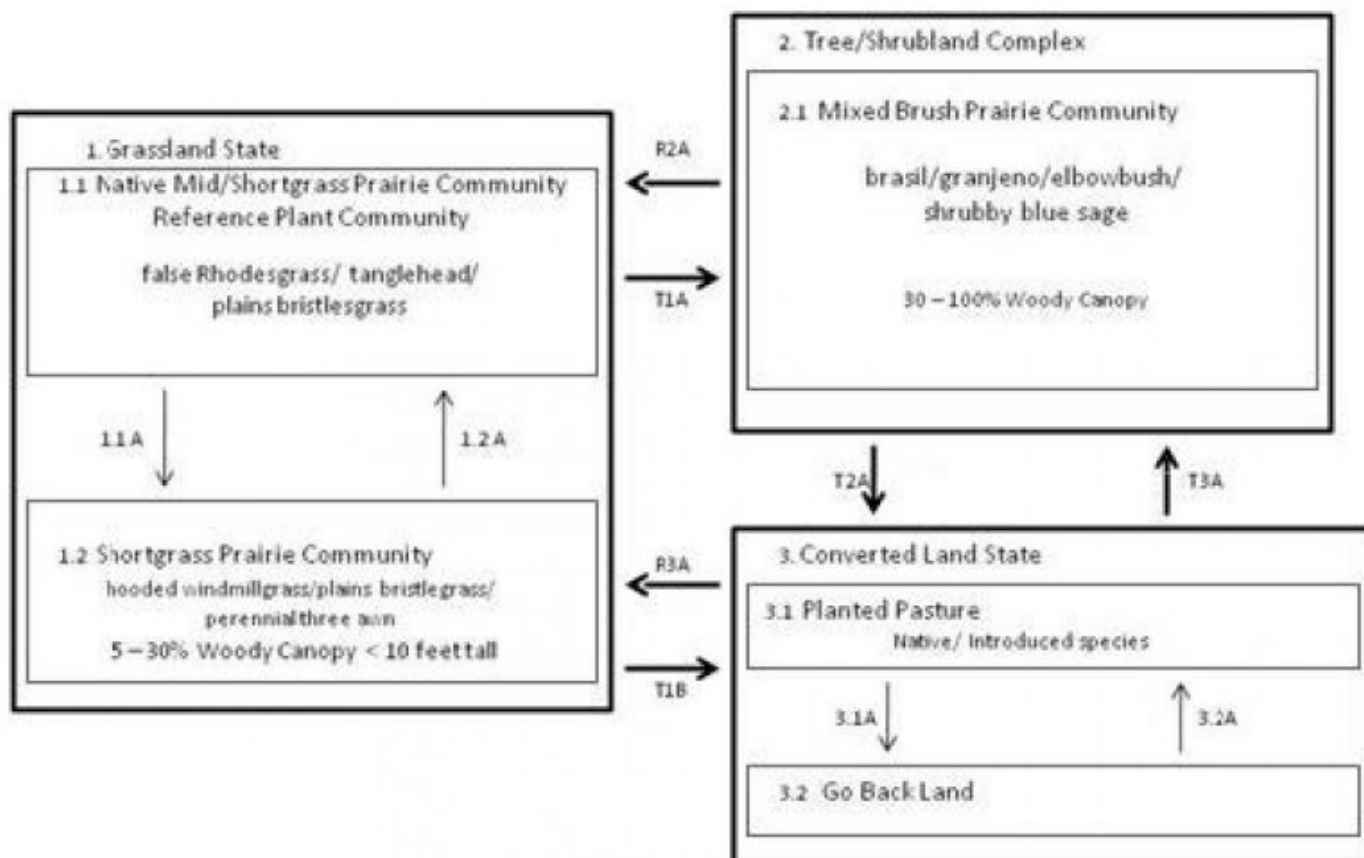 1. Grassland State
1.1 Native Mid/Shortgrass Prairie Community
Reference Plant Community
false Rhodesgrass/ tanglehead/
plains bristlesgrass
1.1A
1.2A
1.2 Shortgrass Prairie Community
hooded windmillgrass/plains bristlegrass/
perennial three awn
5 – 30% Woody Canopy < 10 feet tall
R2A
T1A
R3A
T1B
2. Tree/Shrubland Complex
2.1 Mixed Brush Prairie Community
brasil/granjeno/elbowbush/
shrubby blue sage
30 – 100% Woody Canopy
T2A
T3A
3. Converted Land State
3.1 Planted Pasture
Native/ Introduced species
3.1A
3.2A
3.2 Go Back Land